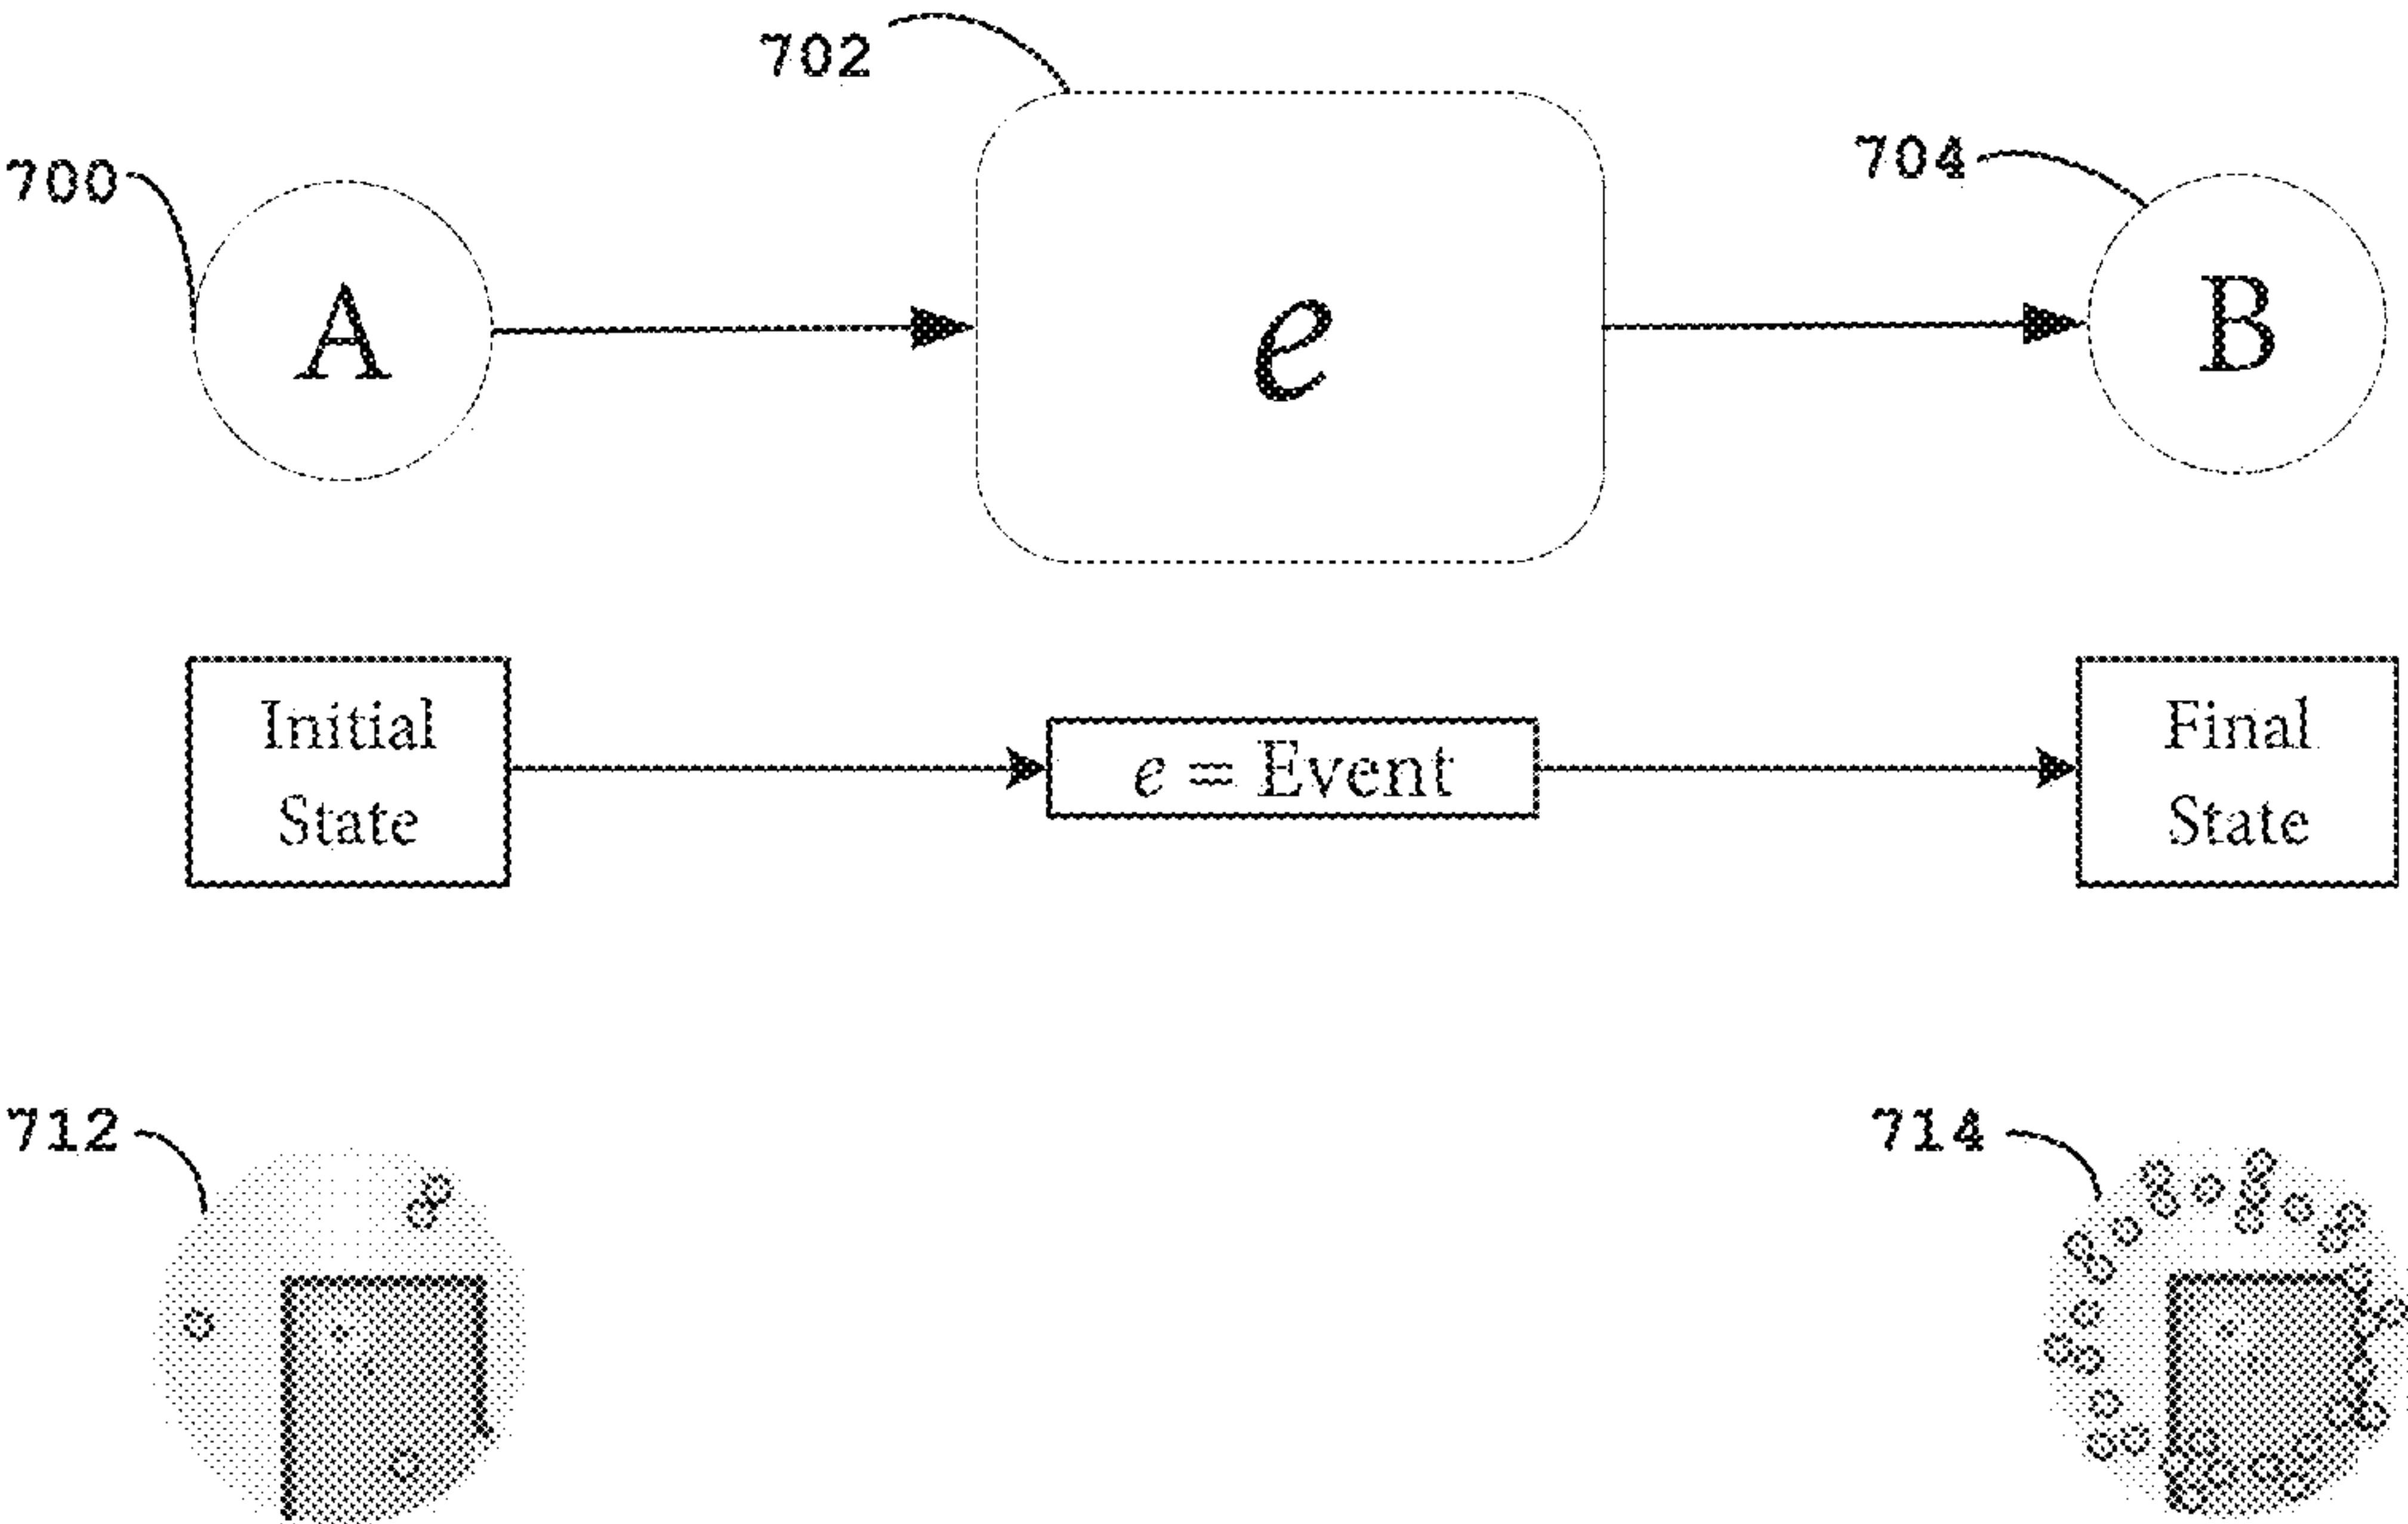 702
704
700
A
e
B
Initial
State
e = Event
Final
State
712
714